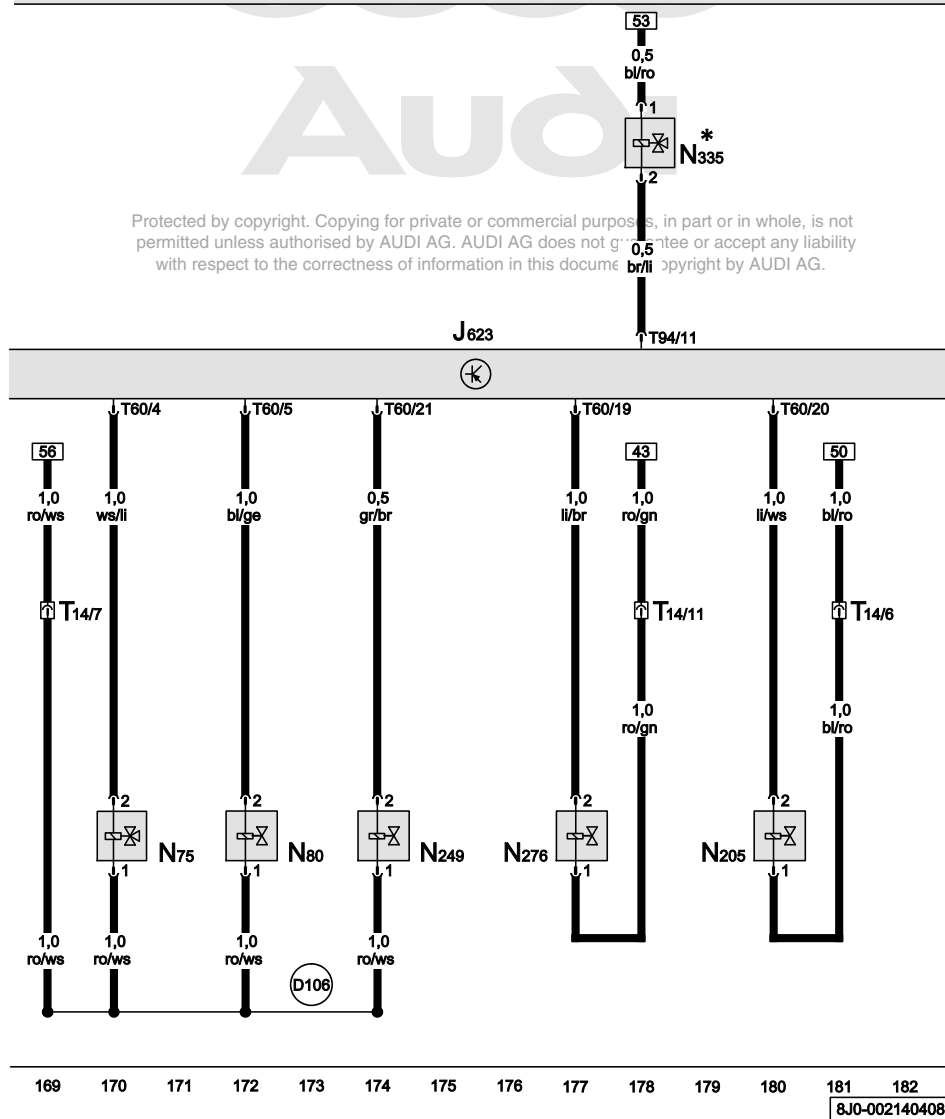 53
0,5
bl/ro
1
Audi
*
N335
2
Protected by copyright. Copying for private or commercial purposes, in part or in whole, is not
permitted unless authorised by AUDI AG. AUDI AG does not guarantee or accept any liability
with respect to the correctness of information in this document. Copyright by AUDI AG.
0,5
br/li
J623
T94/11
T60/4 T60/5 T60/21 T60/19 T60/20
56 43 50
1,0 1,0 1,0 0,5 1,0 1,0 1,0 1,0
ro/ws ws/li bl/ge gr/br li/br ro/gn li/ws bl/ro
T14/7 T14/11 T14/6
1,0 1,0
ro/gn bl/ro
2 2 2 2 2
N75 N80 N249 N276 N205
1 1 1 1 1
1,0 1,0 1,0 1,0
ro/ws ro/ws ro/ws ro/ws
D106
169 170 171 172 173 174 175 176 177 178 179 180 181 182
8J0-002140408